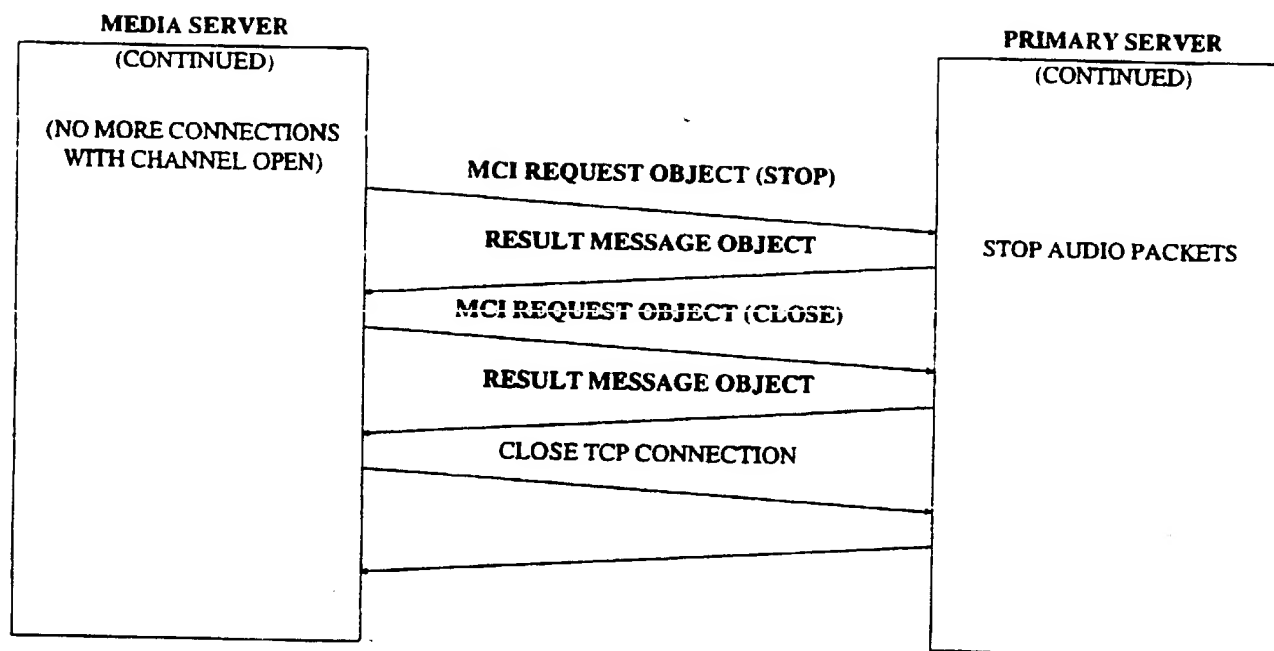 MEDIA SERVER
(CONTINUED)
(NO MORE CONNECTIONS
WITH CHANNEL OPEN)
PRIMARY SERVER
(CONTINUED)
MCI REQUEST OBJECT (STOP)
RESULT MESSAGE OBJECT
STOP AUDIO PACKETS
MCI REQUEST OBJECT (CLOSE)
RESULT MESSAGE OBJECT
CLOSE TCP CONNECTION